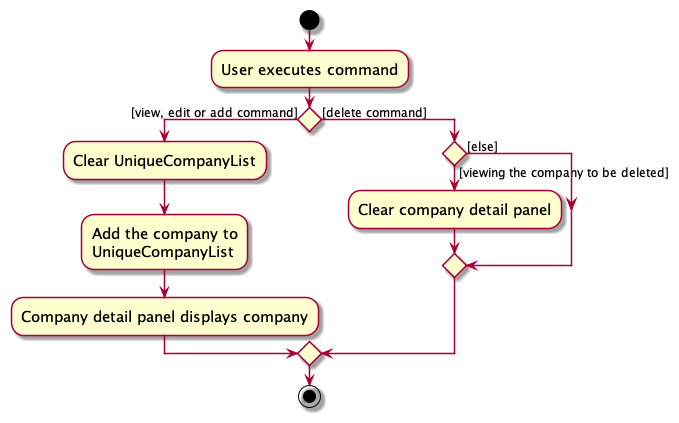 User executes command
[view, edit or add command]
[delete command]
Clear UniqueCompanyList
[else]
[viewing the company to be deleted]
Add the company to
UniqueCompanyList
Clear company detail panel
Company detail panel displays company